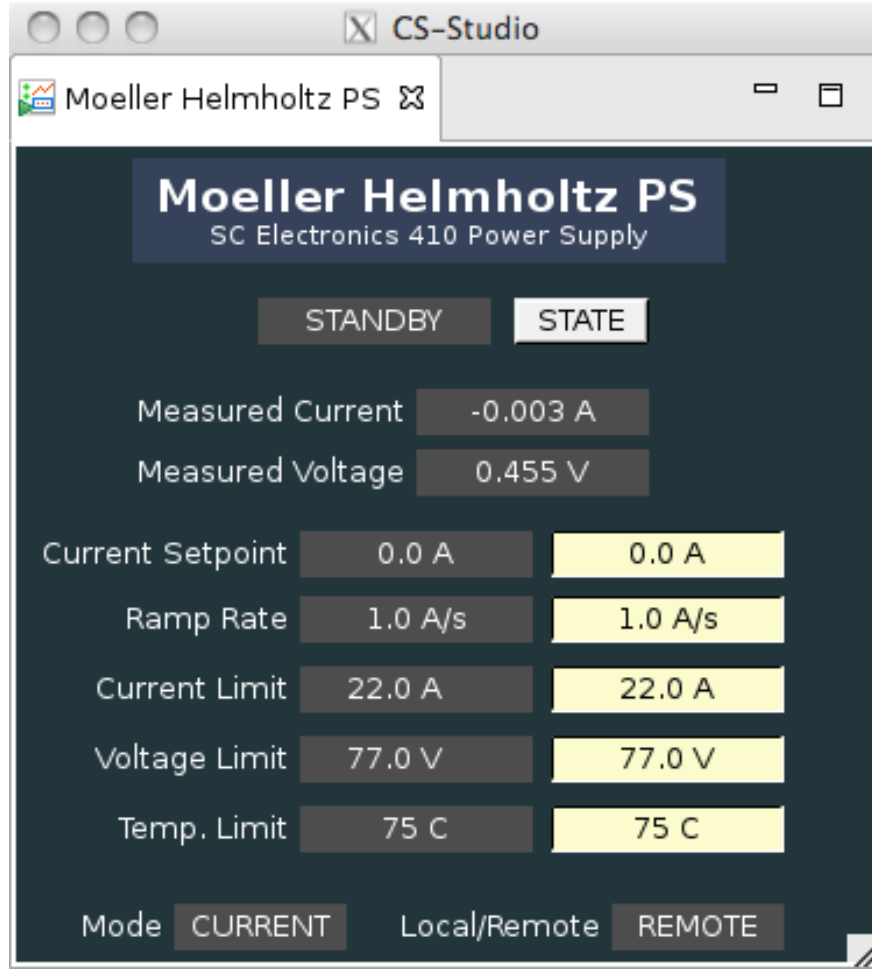 CS-Studio
Moeller Helmholtz PS
Moeller Helmholtz PS
SC Electronics 410 Power Supply
STANDBY STATE
Measured Current -0.003 A
Measured Voltage 0.455 V
Current Setpoint 0.0 A 0.0 A
Ramp Rate 1.0 A/s 1.0 A/s
Current Limit 22.0 A 22.0 A
Voltage Limit 77.0 V 77.0 V
Temp. Limit 75 C 75 C
Mode CURRENT Local/Remote REMOTE